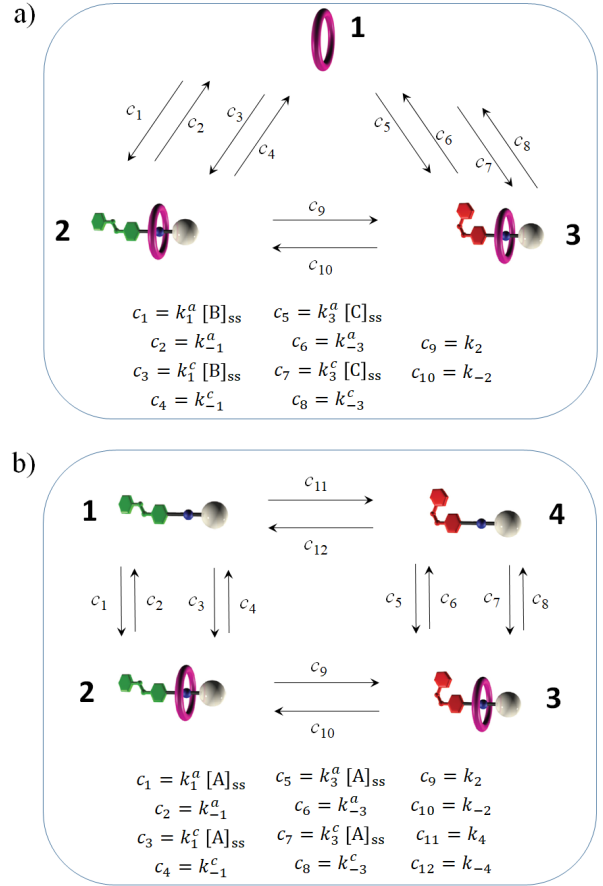 a)
1
c₁
c₂
c₃
c₄
c₅
c₆
c₇
c₈
2
c₉
c₁₀
3
c₁ = k₁ᵃ [B]ₛₛ c₅ = k₃ᵃ [C]ₛₛ
c₂ = k₋₁ᵃ c₆ = k₋₃ᵃ c₉ = k₂
c₃ = k₁ᶜ [B]ₛₛ c₇ = k₃ᶜ [C]ₛₛ c₁₀ = k₋₂
c₄ = k₋₁ᶜ c₈ = k₋₃ᶜ
b)
1
c₁₁
c₁₂
4
c₁ c₂ c₃ c₄ c₅ c₆ c₇ c₈
2
c₉
c₁₀
3
c₁ = k₁ᵃ [A]ₛₛ c₅ = k₃ᵃ [A]ₛₛ c₉ = k₂
c₂ = k₋₁ᵃ c₆ = k₋₃ᵃ c₁₀ = k₋₂
c₃ = k₁ᶜ [A]ₛₛ c₇ = k₃ᶜ [A]ₛₛ c₁₁ = k₄
c₄ = k₋₁ᶜ c₈ = k₋₃ᶜ c₁₂ = k₋₄